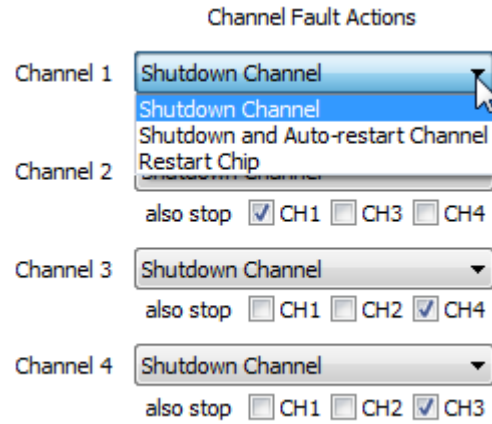 Channel Fault Actions
Channel 1 Shutdown Channel
Shutdown Channel
Shutdown and Auto-restart Channel
Restart Chip
Channel 2 Shutdown Channel
also stop CH1 CH3 CH4
Channel 3 Shutdown Channel
also stop CH1 CH2 CH4
Channel 4 Shutdown Channel
also stop CH1 CH2 CH3